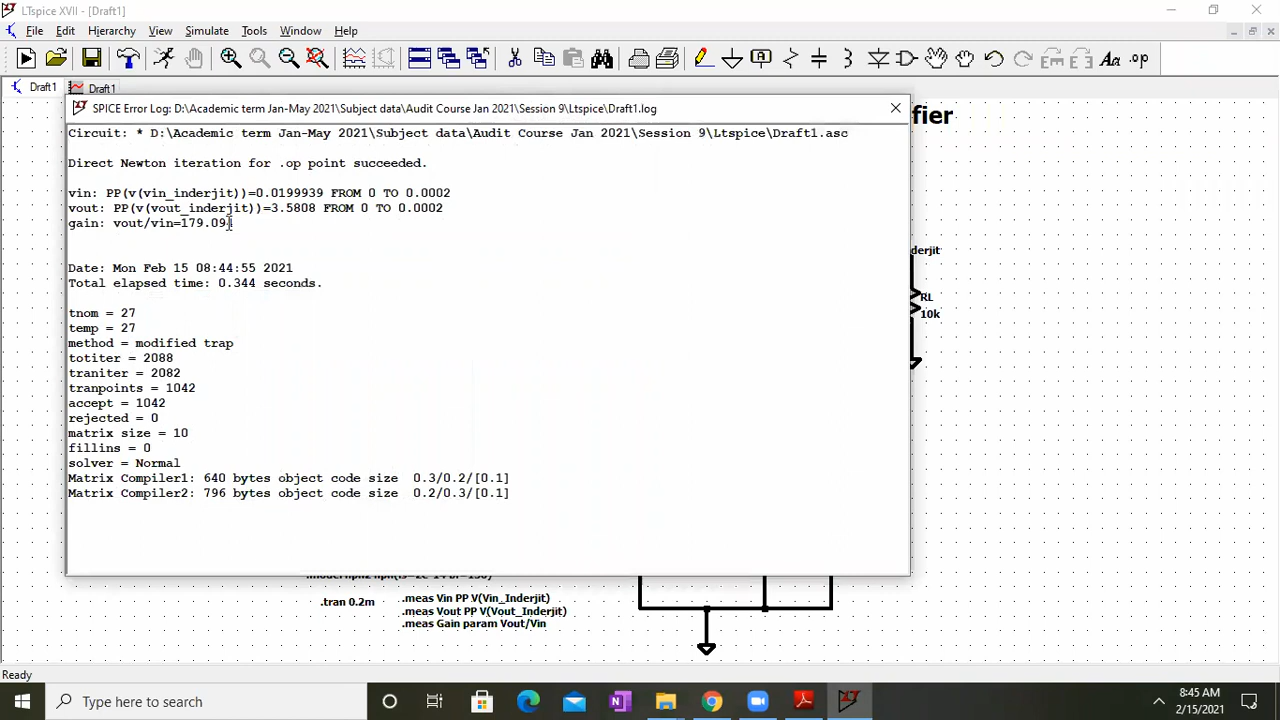 LTspice XVII - [Draft1]
File Edit Hierarchy View Simulate Tools Window Help
Aa .op
Draft1 Draft1
SPICE Error Log: D:\Academic term Jan-May 2021\Subject data\Audit Course Jan 2021\Session 9\Ltspice\Draft1.log
fier
Circuit: * D:\Academic term Jan-May 2021\Subject data\Audit Course Jan 2021\Session 9\Ltspice\Draft1.asc
Direct Newton iteration for .op point succeeded.
vin: PP(v(vin_inderjit))=0.0199939 FROM 0 TO 0.0002
vout: PP(v(vout_inderjit))=3.5808 FROM 0 TO 0.0002
gain: vout/vin=179.094
derjit
Date: Mon Feb 15 08:44:55 2021
Total elapsed time: 0.344 seconds.
RL
10k
tnom = 27
temp = 27
method = modified trap
totiter = 2088
traniter = 2082
tranpoints = 1042
accept = 1042
rejected = 0
matrix size = 10
fillins = 0
solver = Normal
Matrix Compiler1: 640 bytes object code size 0.3/0.2/[0.1]
Matrix Compiler2: 796 bytes object code size 0.2/0.3/[0.1]
.tran 0.2m
.meas Vin PP V(Vin_Inderjit)
.meas Vout PP V(Vout_Inderjit)
.meas Gain param Vout/Vin
Ready
Type here to search
8:45 AM
2/15/2021